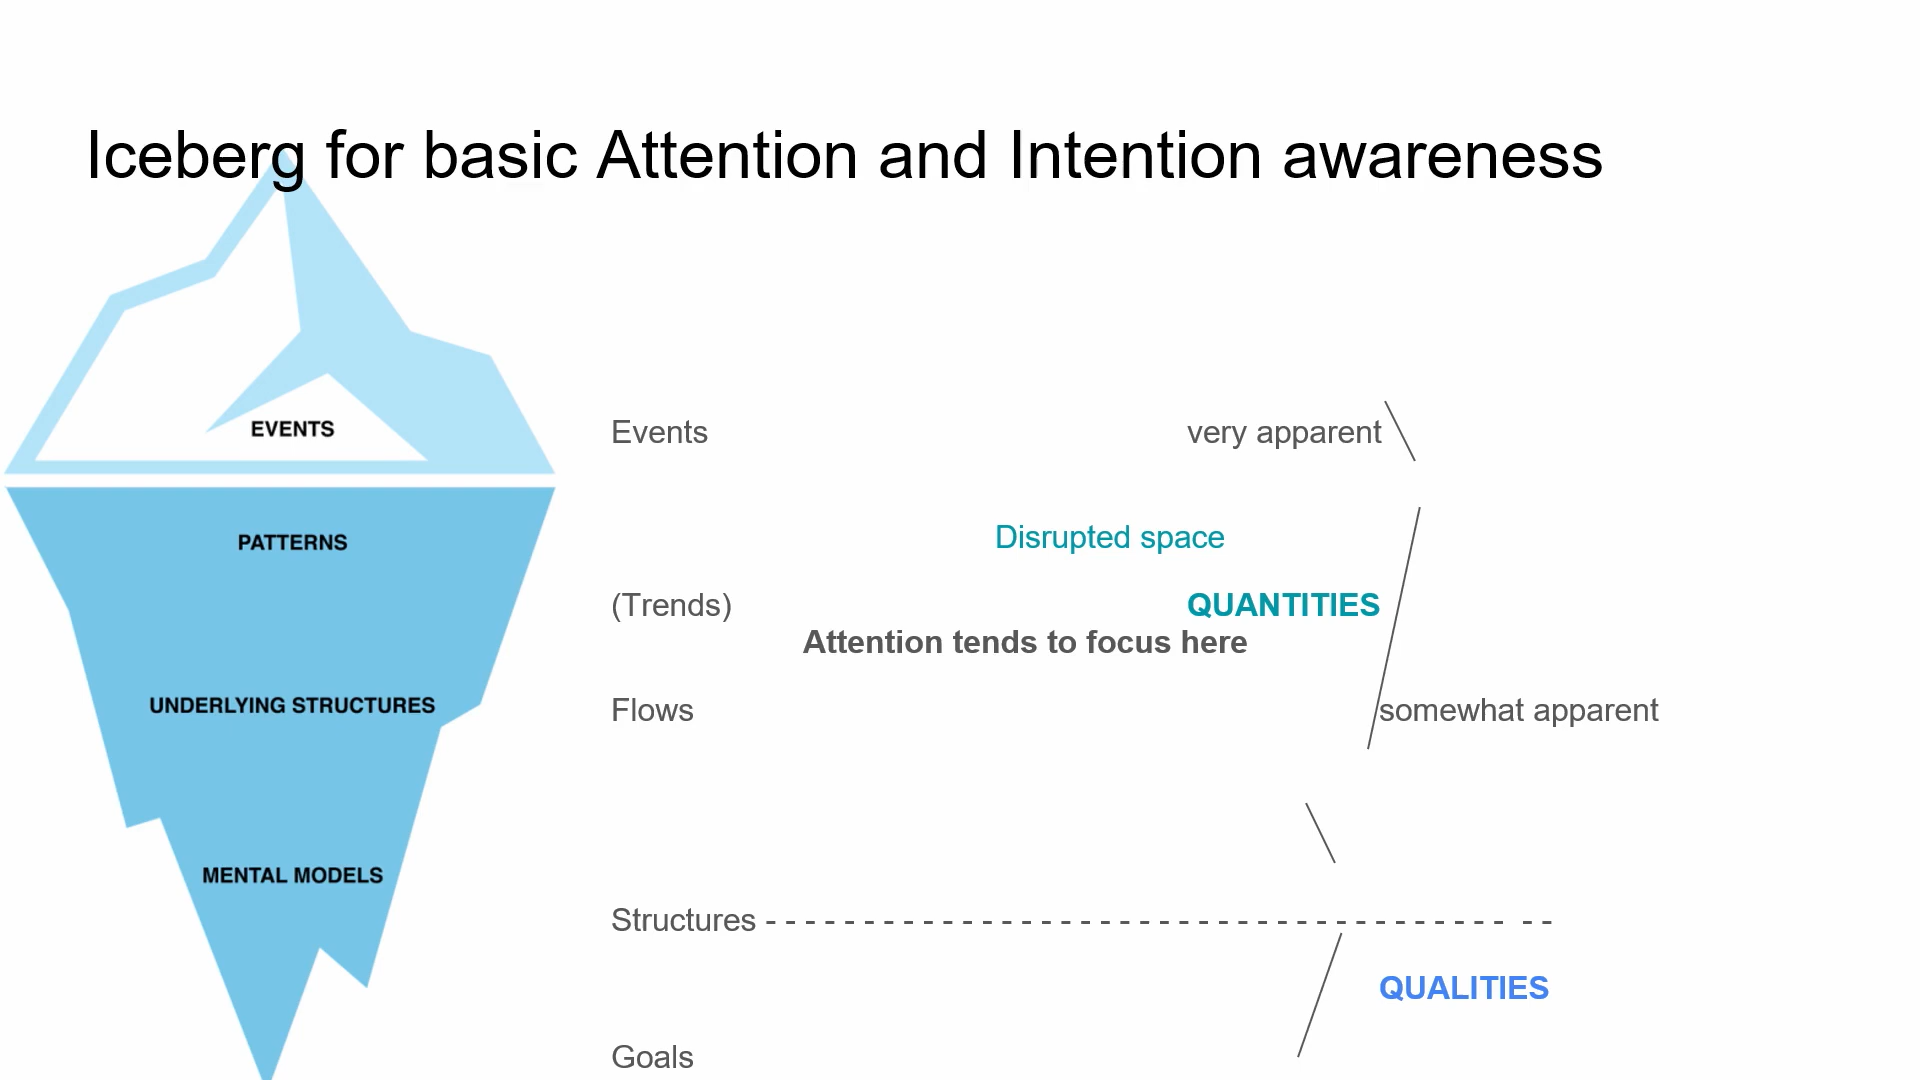 Iceberg for basic Attention and Intention awareness
EVENTS
PATTERNS
UNDERLYING STRUCTURES
MENTAL MODELS
Events very apparent
Disrupted space
(Trends) QUANTITIES
Attention tends to focus here
Flows somewhat apparent
Structures - - - - - - - - - - - - - - - - - - - - - - - - - - - - - - - - - - - - - - - -
QUALITIES
Goals